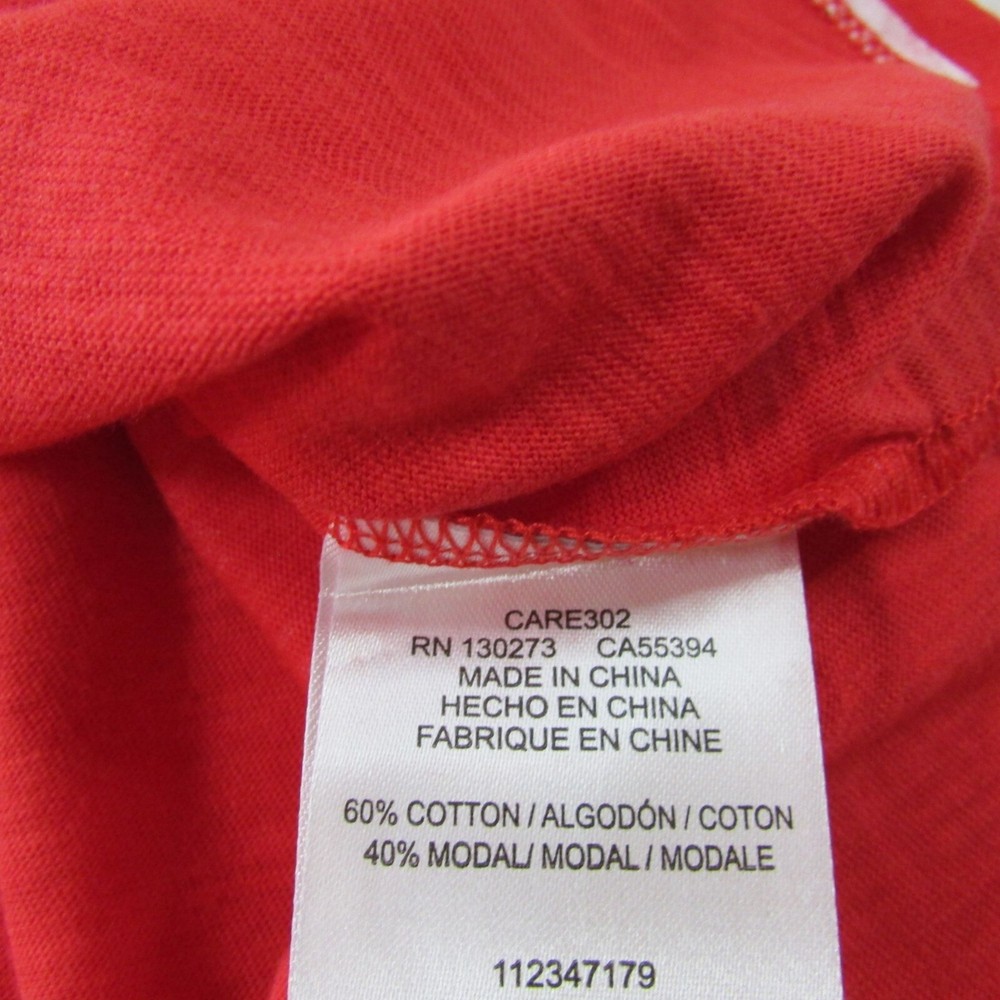 CARE302
RN 130273 CA55394
MADE IN CHINA
HECHO EN CHINA
FABRIQUE EN CHINE
60% COTTON / ALGODÓN / COTON
40% MODAL/ MODAL / MODALE
112347179